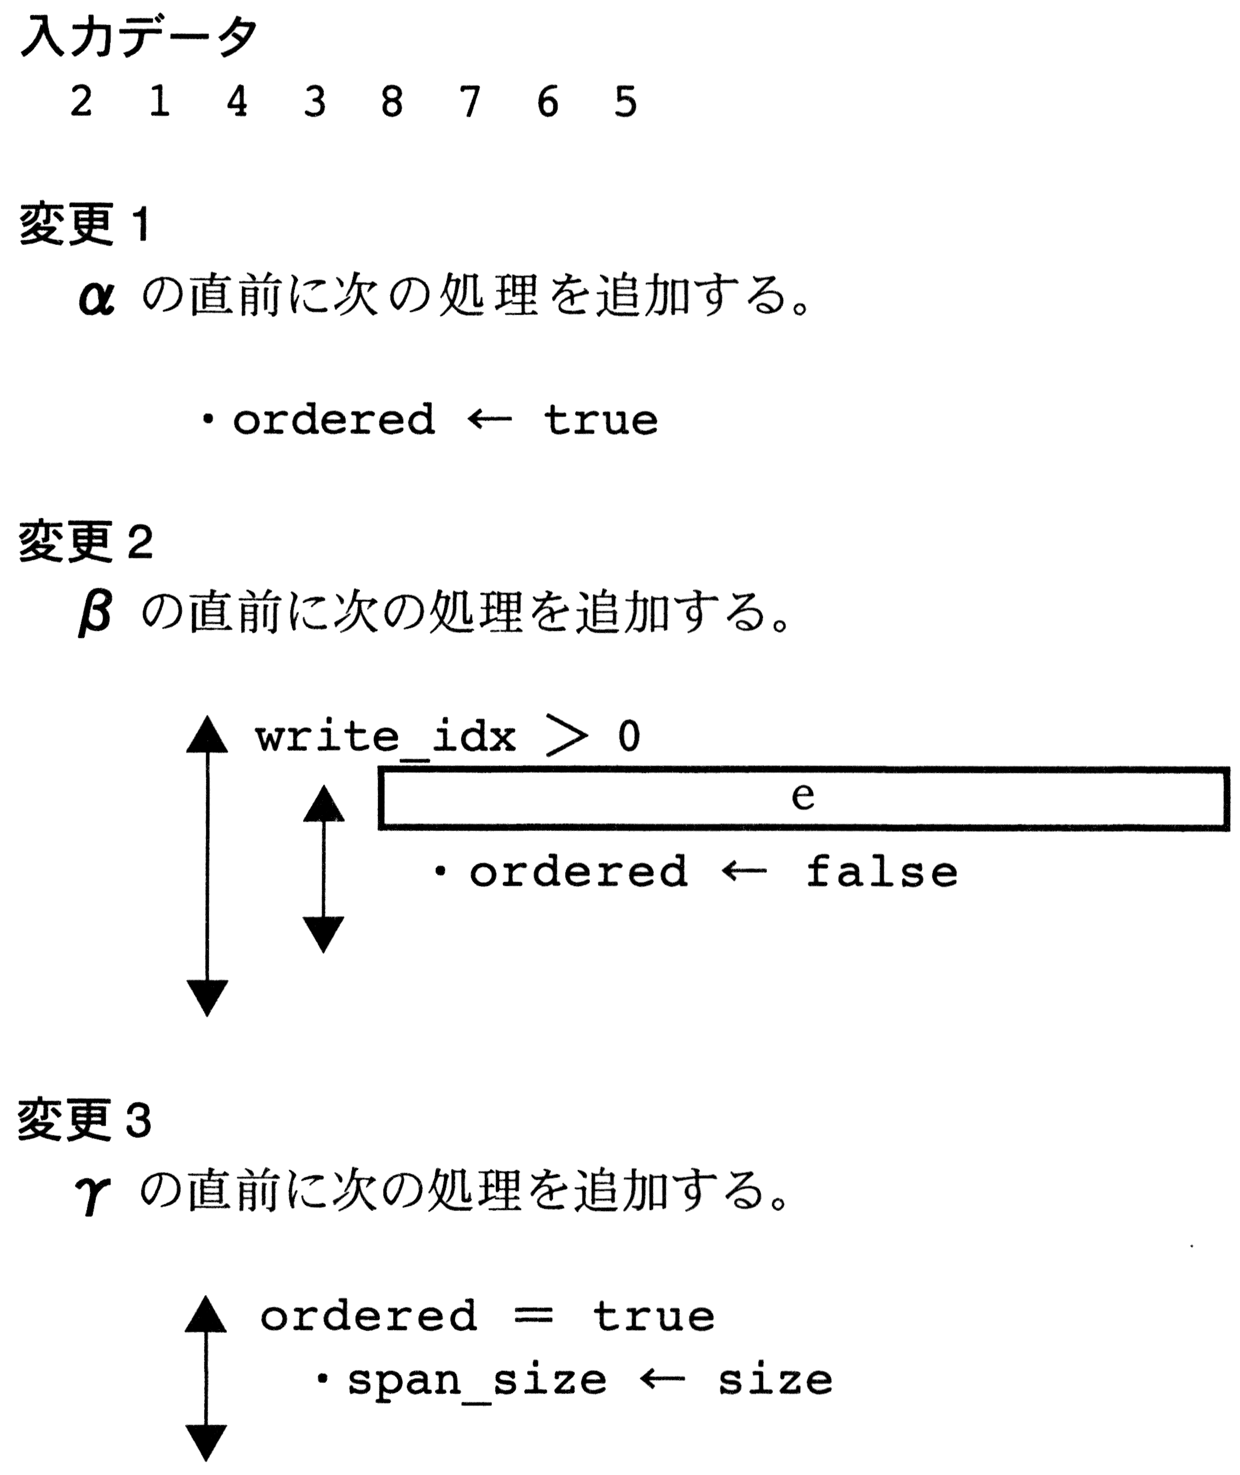 入力データ
2 1 4 3 8 7 6 5
変更1
α の直前に次の処理を追加する。
・ordered ← true
変更2
β の直前に次の処理を追加する。
write_idx > 0
e
・ordered ← false
変更3
γ の直前に次の処理を追加する。
ordered = true
・span_size ← size